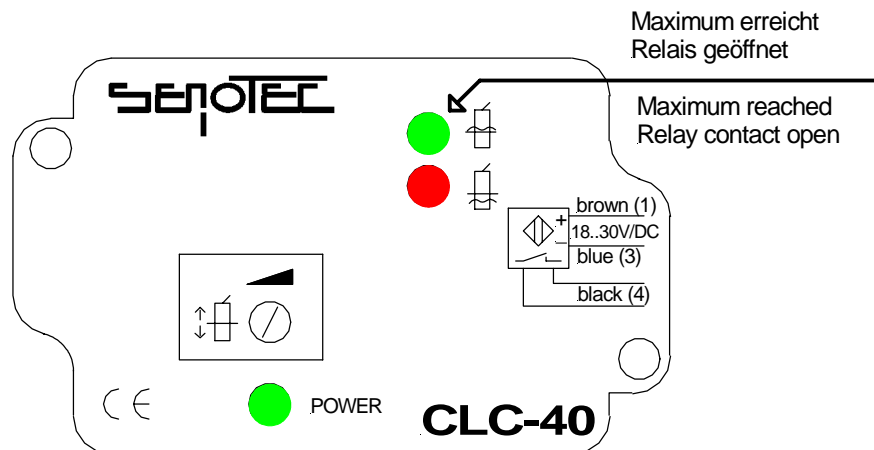 Maximum erreicht
Relais geöffnet
Maximum reached
Relay contact open
SENOTEC
brown (1)
+
18..30V/DC
–
blue (3)
black (4)
CE
POWER
CLC-40